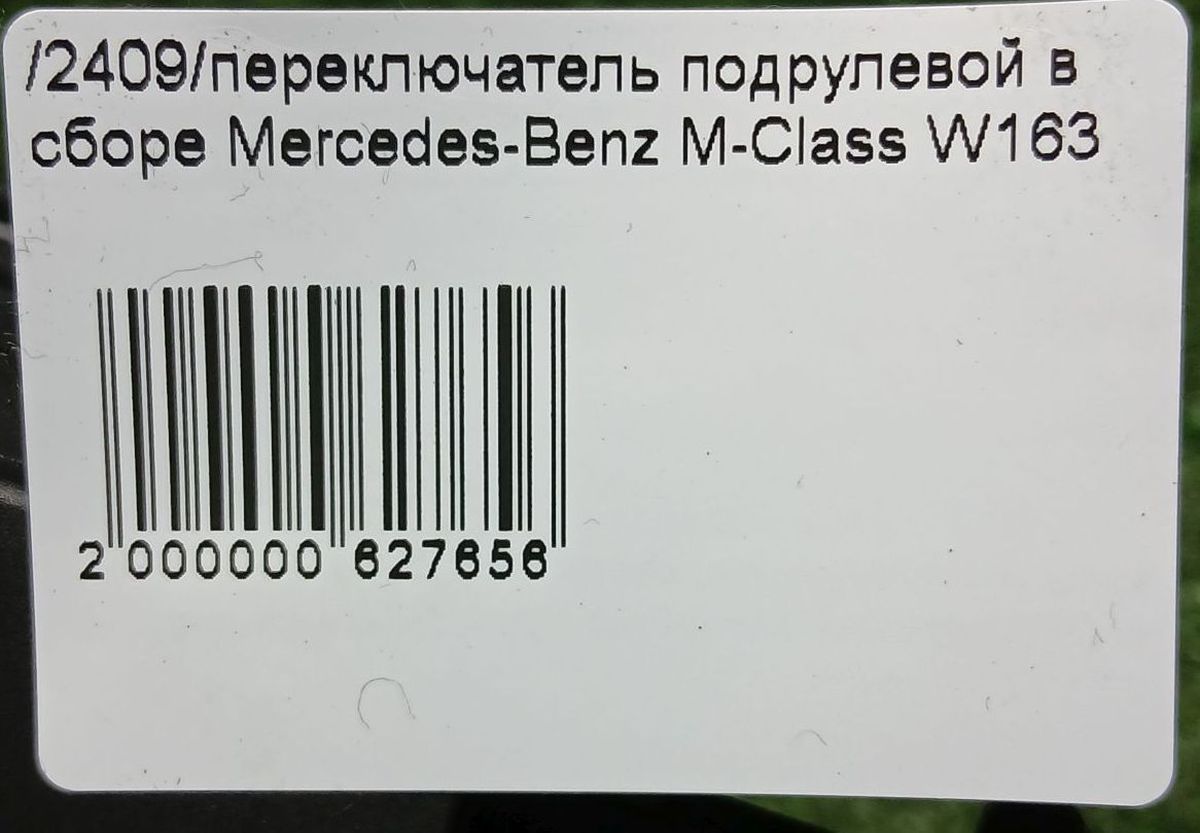 /2409/переключатель подрулевой в
сборе Mercedes-Benz M-Class W163
2 000000 627656